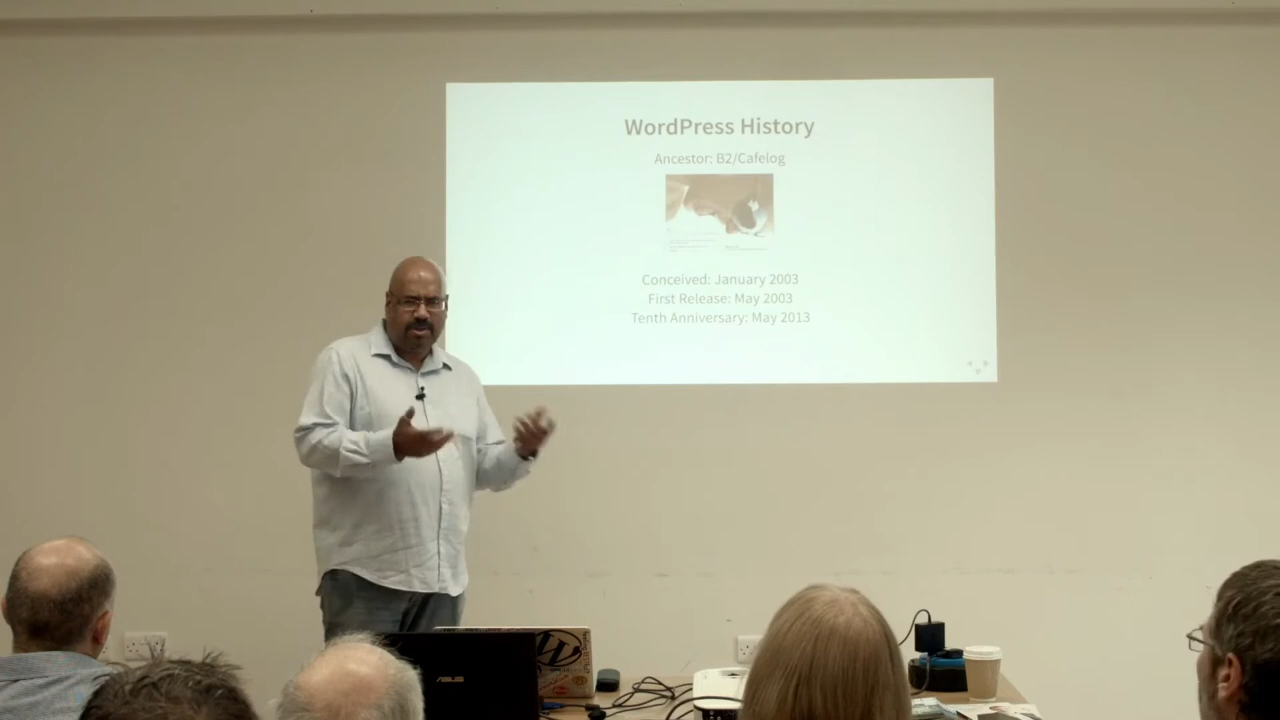 WordPress History
Ancestor: B2/Cafelog
Conceived: January 2003
First Release: May 2003
Tenth Anniversary: May 2013
ASUS